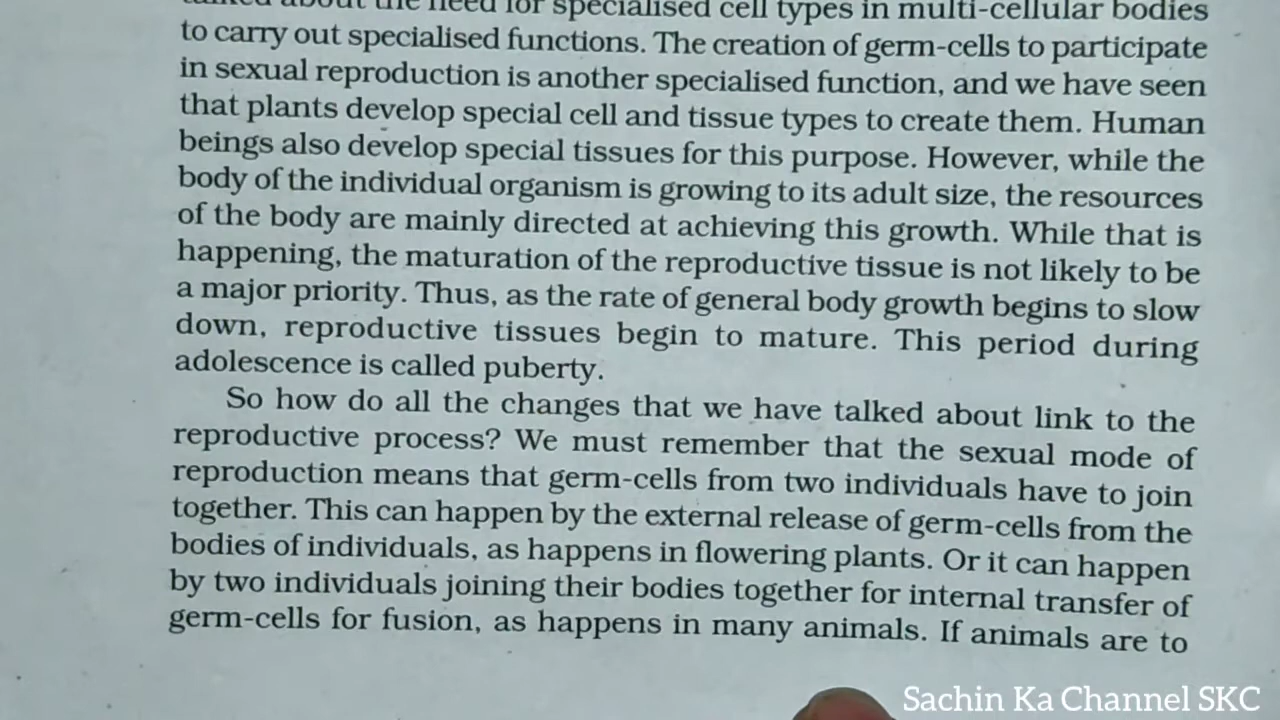 talked about the need for specialised cell types in multi-cellular bodies
to carry out specialised functions. The creation of germ-cells to participate
in sexual reproduction is another specialised function, and we have seen
that plants develop special cell and tissue types to create them. Human
beings also develop special tissues for this purpose. However, while the
body of the individual organism is growing to its adult size, the resources
of the body are mainly directed at achieving this growth. While that is
happening, the maturation of the reproductive tissue is not likely to be
a major priority. Thus, as the rate of general body growth begins to slow
down, reproductive tissues begin to mature. This period during
adolescence is called puberty.
So how do all the changes that we have talked about link to the
reproductive process? We must remember that the sexual mode of
reproduction means that germ-cells from two individuals have to join
together. This can happen by the external release of germ-cells from the
bodies of individuals, as happens in flowering plants. Or it can happen
by two individuals joining their bodies together for internal transfer of
germ-cells for fusion, as happens in many animals. If animals are to
Sachin Ka Channel SKC